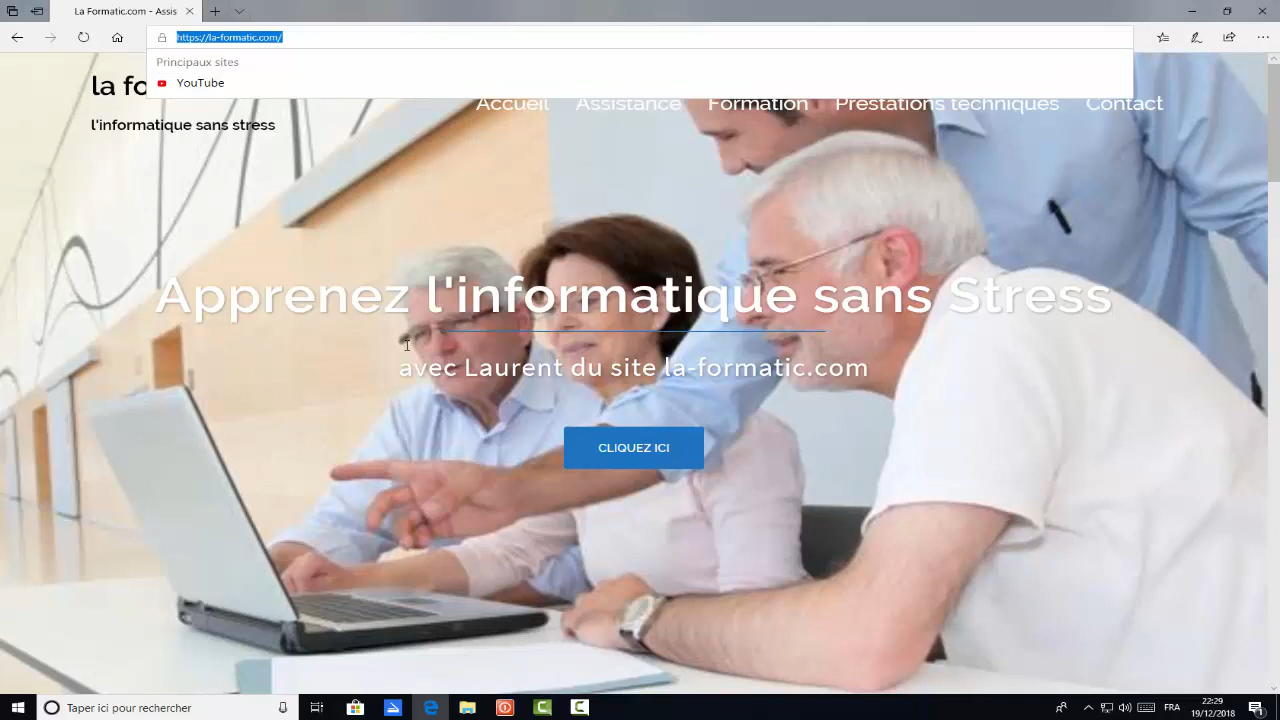 La Formatic.com - Assis
https://la-formatic.com/
Principaux sites
YouTube
la fo
l'informatique sans stress
Accueil Assistance Formation Prestations techniques Contact
Apprenez l'informatique sans Stress
avec Laurent du site la-formatic.com
CLIQUEZ ICI
Taper ici pour rechercher
FRA
22:29
19/12/2018